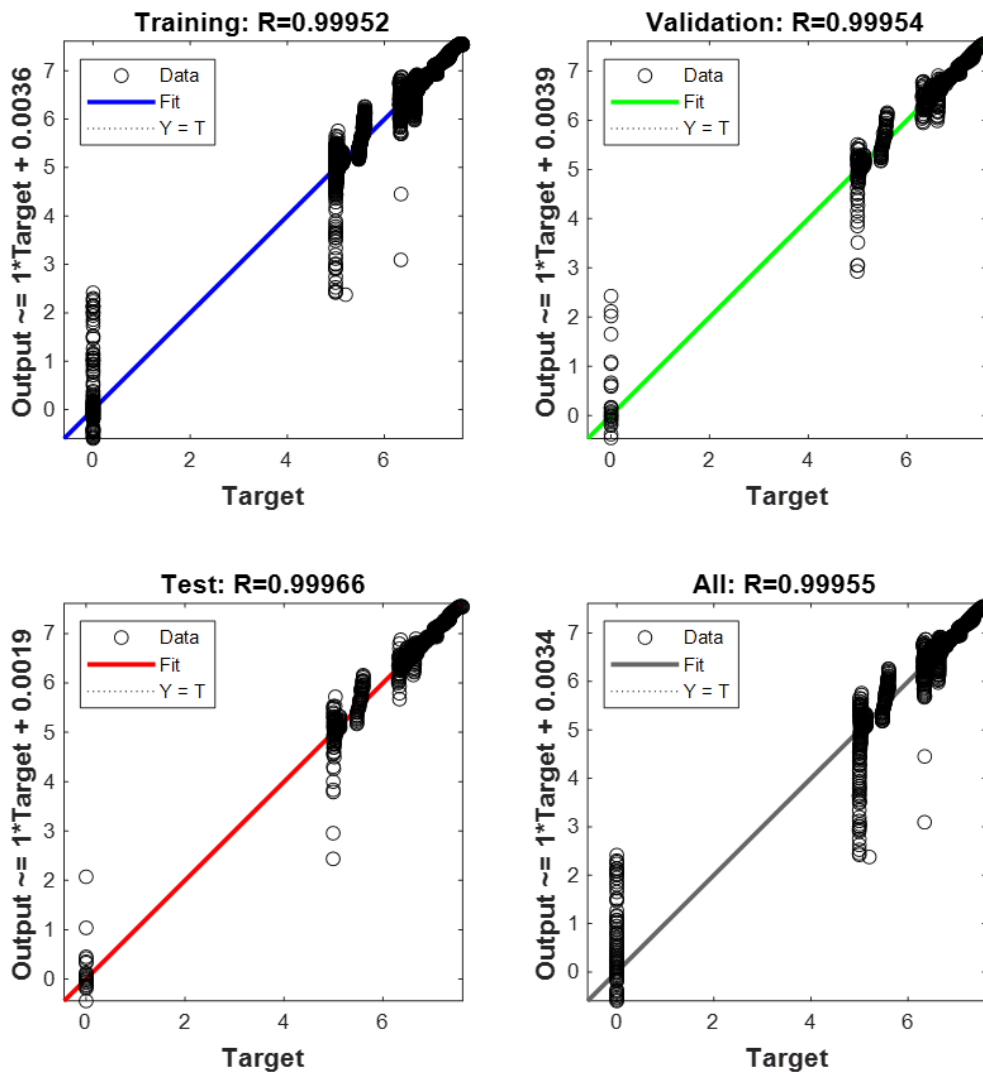 Training: R=0.99952
Output ~= 1*Target + 0.0036
7
6
5
4
3
2
1
0
Data
Fit
Y = T
0
2
4
6
Target
Validation: R=0.99954
Output ~= 1*Target + 0.0039
7
6
5
4
3
2
1
0
Data
Fit
Y = T
0
2
4
6
Target
Test: R=0.99966
Output ~= 1*Target + 0.0019
7
6
5
4
3
2
1
0
Data
Fit
Y = T
0
2
4
6
Target
All: R=0.99955
Output ~= 1*Target + 0.0034
7
6
5
4
3
2
1
0
Data
Fit
Y = T
0
2
4
6
Target